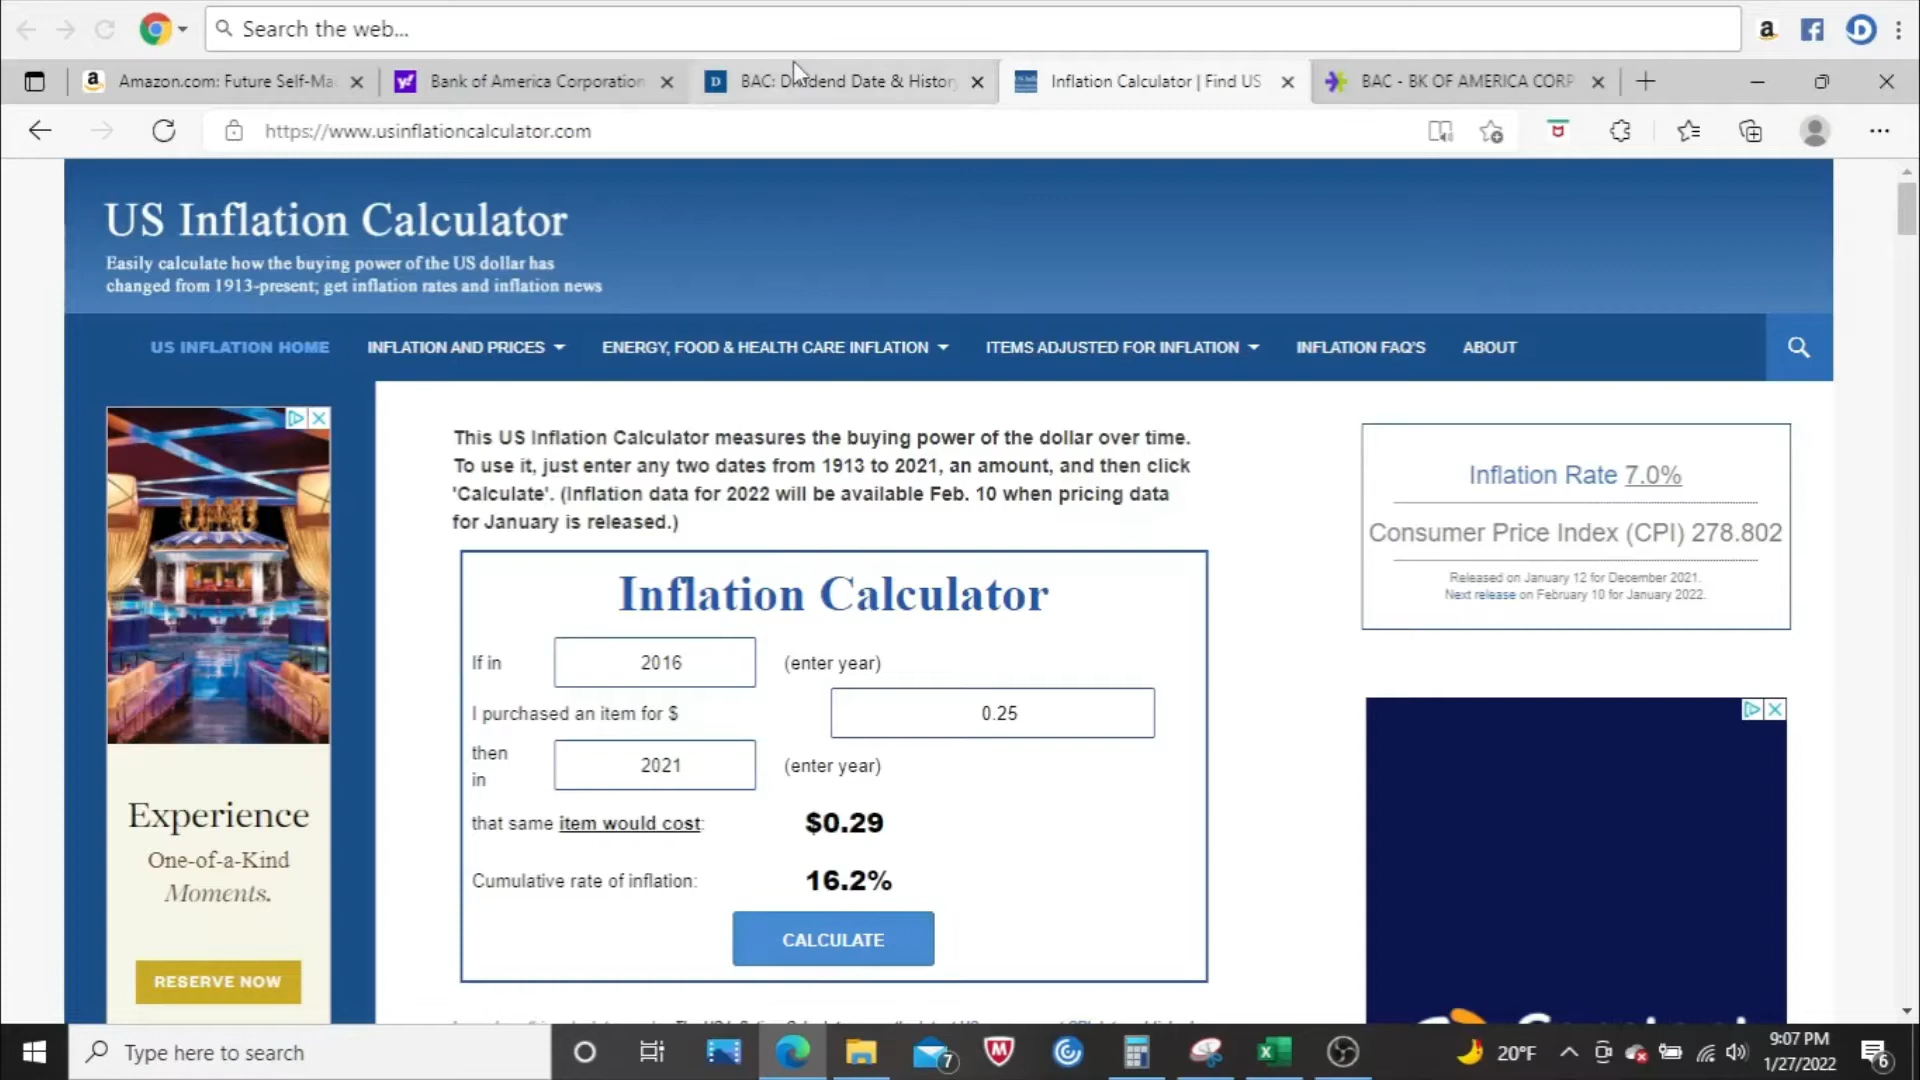 Search the web...
a
D
a Amazon.com: Future Self-Ma
y! Bank of America Corporation
D BAC: Dividend Date & Histor
Inflation Calculator | Find US
BAC - BK OF AMERICA CORP
https://www.usinflationcalculator.com
US Inflation Calculator
Easily calculate how the buying power of the US dollar has
changed from 1913-present; get inflation rates and inflation news
US INFLATION HOME
INFLATION AND PRICES
ENERGY, FOOD & HEALTH CARE INFLATION
ITEMS ADJUSTED FOR INFLATION
INFLATION FAQ'S
ABOUT
This US Inflation Calculator measures the buying power of the dollar over time.
To use it, just enter any two dates from 1913 to 2021, an amount, and then click
'Calculate'. (Inflation data for 2022 will be available Feb. 10 when pricing data
for January is released.)
Inflation Calculator
If in 2016 (enter year)
I purchased an item for $ 0.25
then
in 2021 (enter year)
that same item would cost: $0.29
Cumulative rate of inflation: 16.2%
CALCULATE
Inflation Rate 7.0%
Consumer Price Index (CPI) 278.802
Released on January 12 for December 2021.
Next release on February 10 for January 2022.
Experience
One-of-a-Kind
Moments.
RESERVE NOW
Type here to search
7
20°F
9:07 PM
1/27/2022
6